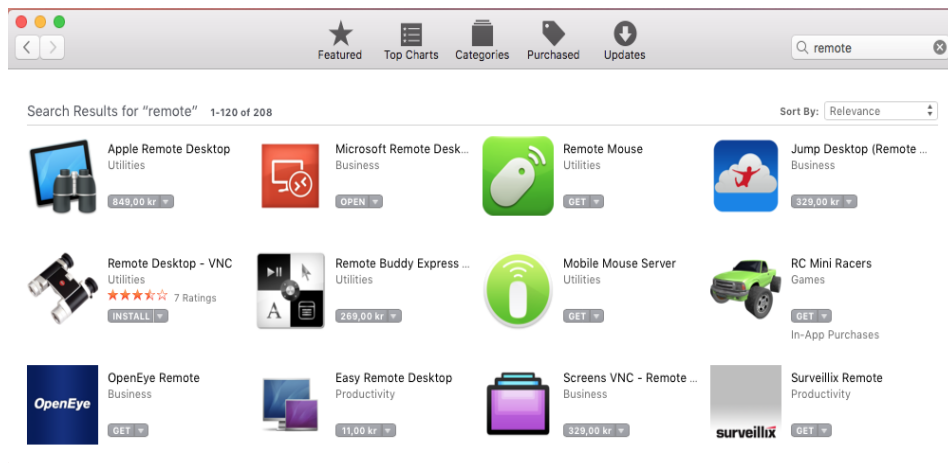 Featured
Top Charts
Categories
Purchased
Updates
remote
Search Results for “remote” 1-120 of 208
Sort By: Relevance
Apple Remote Desktop
Utilities
849,00 kr
Microsoft Remote Desk...
Business
OPEN
Remote Mouse
Utilities
GET
Jump Desktop (Remote ...
Business
329,00 kr
Remote Desktop - VNC
Utilities
7 Ratings
INSTALL
Remote Buddy Express ...
Utilities
A
269,00 kr
Mobile Mouse Server
Utilities
GET
RC Mini Racers
Games
GET
In-App Purchases
OpenEye
OpenEye Remote
Business
GET
Easy Remote Desktop
Productivity
11,00 kr
Screens VNC - Remote ...
Business
329,00 kr
surveillix
Surveillix Remote
Productivity
GET